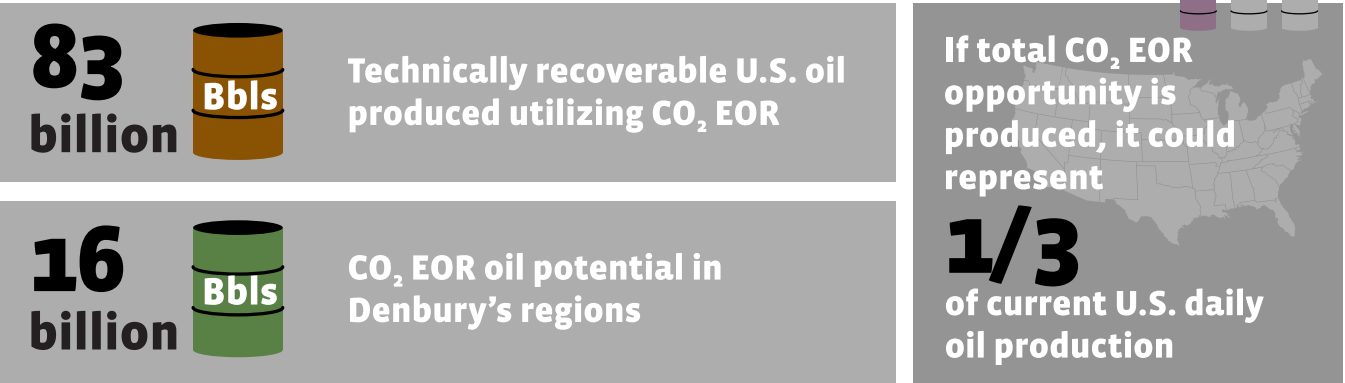 83
billion
Bbls
Technically recoverable U.S. oil
produced utilizing CO₂ EOR
16
billion
Bbls
CO₂ EOR oil potential in
Denbury’s regions
If total CO₂ EOR
opportunity is
produced, it could
represent
1/3
of current U.S. daily
oil production